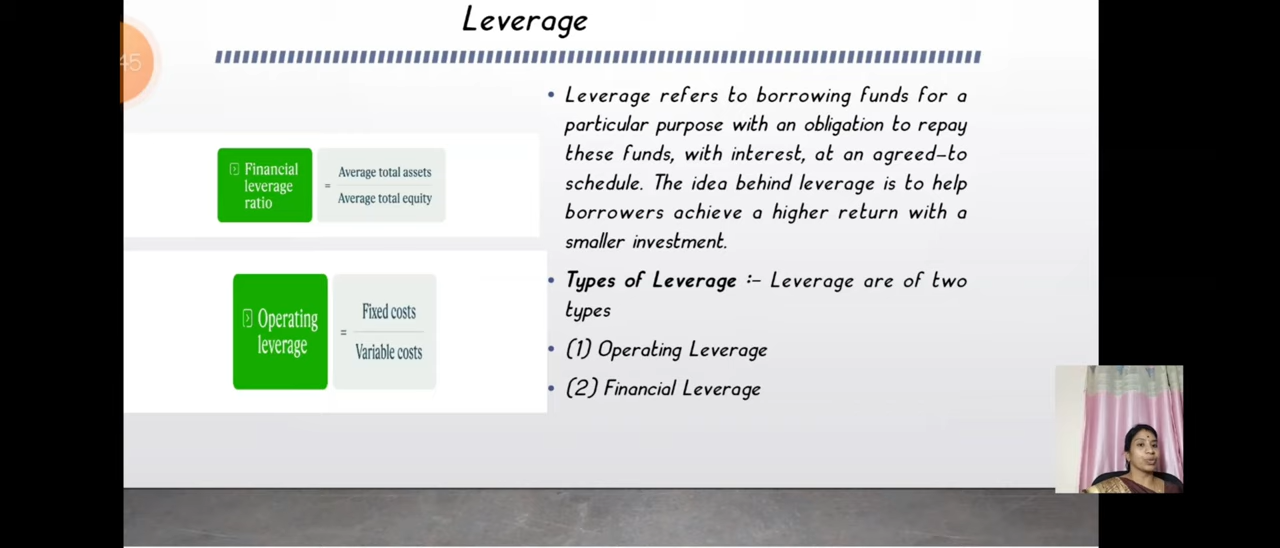 Leverage
45
Financial
leverage
ratio
=
Average total assets
Average total equity
Operating
leverage
=
Fixed costs
Variable costs
• Leverage refers to borrowing funds for a
particular purpose with an obligation to repay
these funds, with interest, at an agreed-to
schedule. The idea behind leverage is to help
borrowers achieve a higher return with a
smaller investment.
• Types of Leverage :- Leverage are of two
types
• (1) Operating Leverage
• (2) Financial Leverage